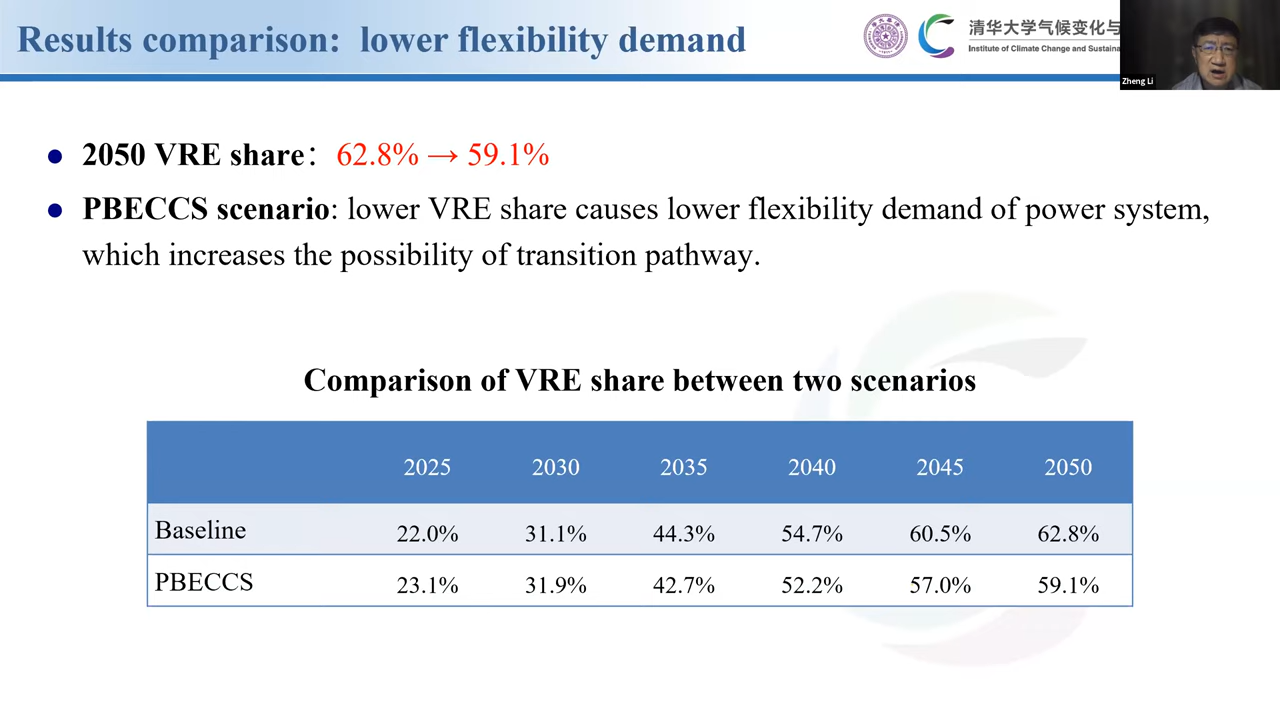 Results comparison: lower flexibility demand
清华大学气候变化与
Institute of Climate Change and Sustaina
Zheng Li
● 2050 VRE share： 62.8% → 59.1%
● PBECCS scenario: lower VRE share causes lower flexibility demand of power system,
which increases the possibility of transition pathway.
Comparison of VRE share between two scenarios
2025 2030 2035 2040 2045 2050
Baseline 22.0% 31.1% 44.3% 54.7% 60.5% 62.8%
PBECCS 23.1% 31.9% 42.7% 52.2% 57.0% 59.1%